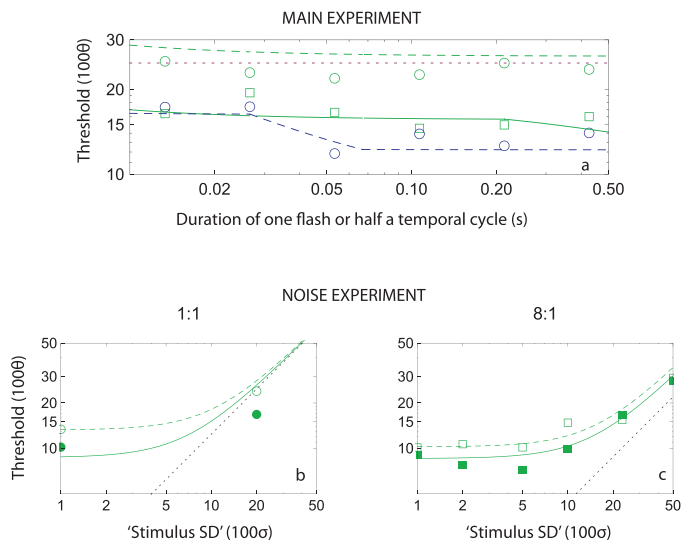 MAIN EXPERIMENT
30
20
15
10
Threshold (100θ)
a
0.02 0.05 0.10 0.20 0.50
Duration of one flash or half a temporal cycle (s)
NOISE EXPERIMENT
1:1 8:1
50
30
20
15
10
Threshold (100θ)
b
1 2 5 10 20 50
'Stimulus SD' (100σ)
50
30
20
15
10
c
1 2 5 10 20 50
'Stimulus SD' (100σ)